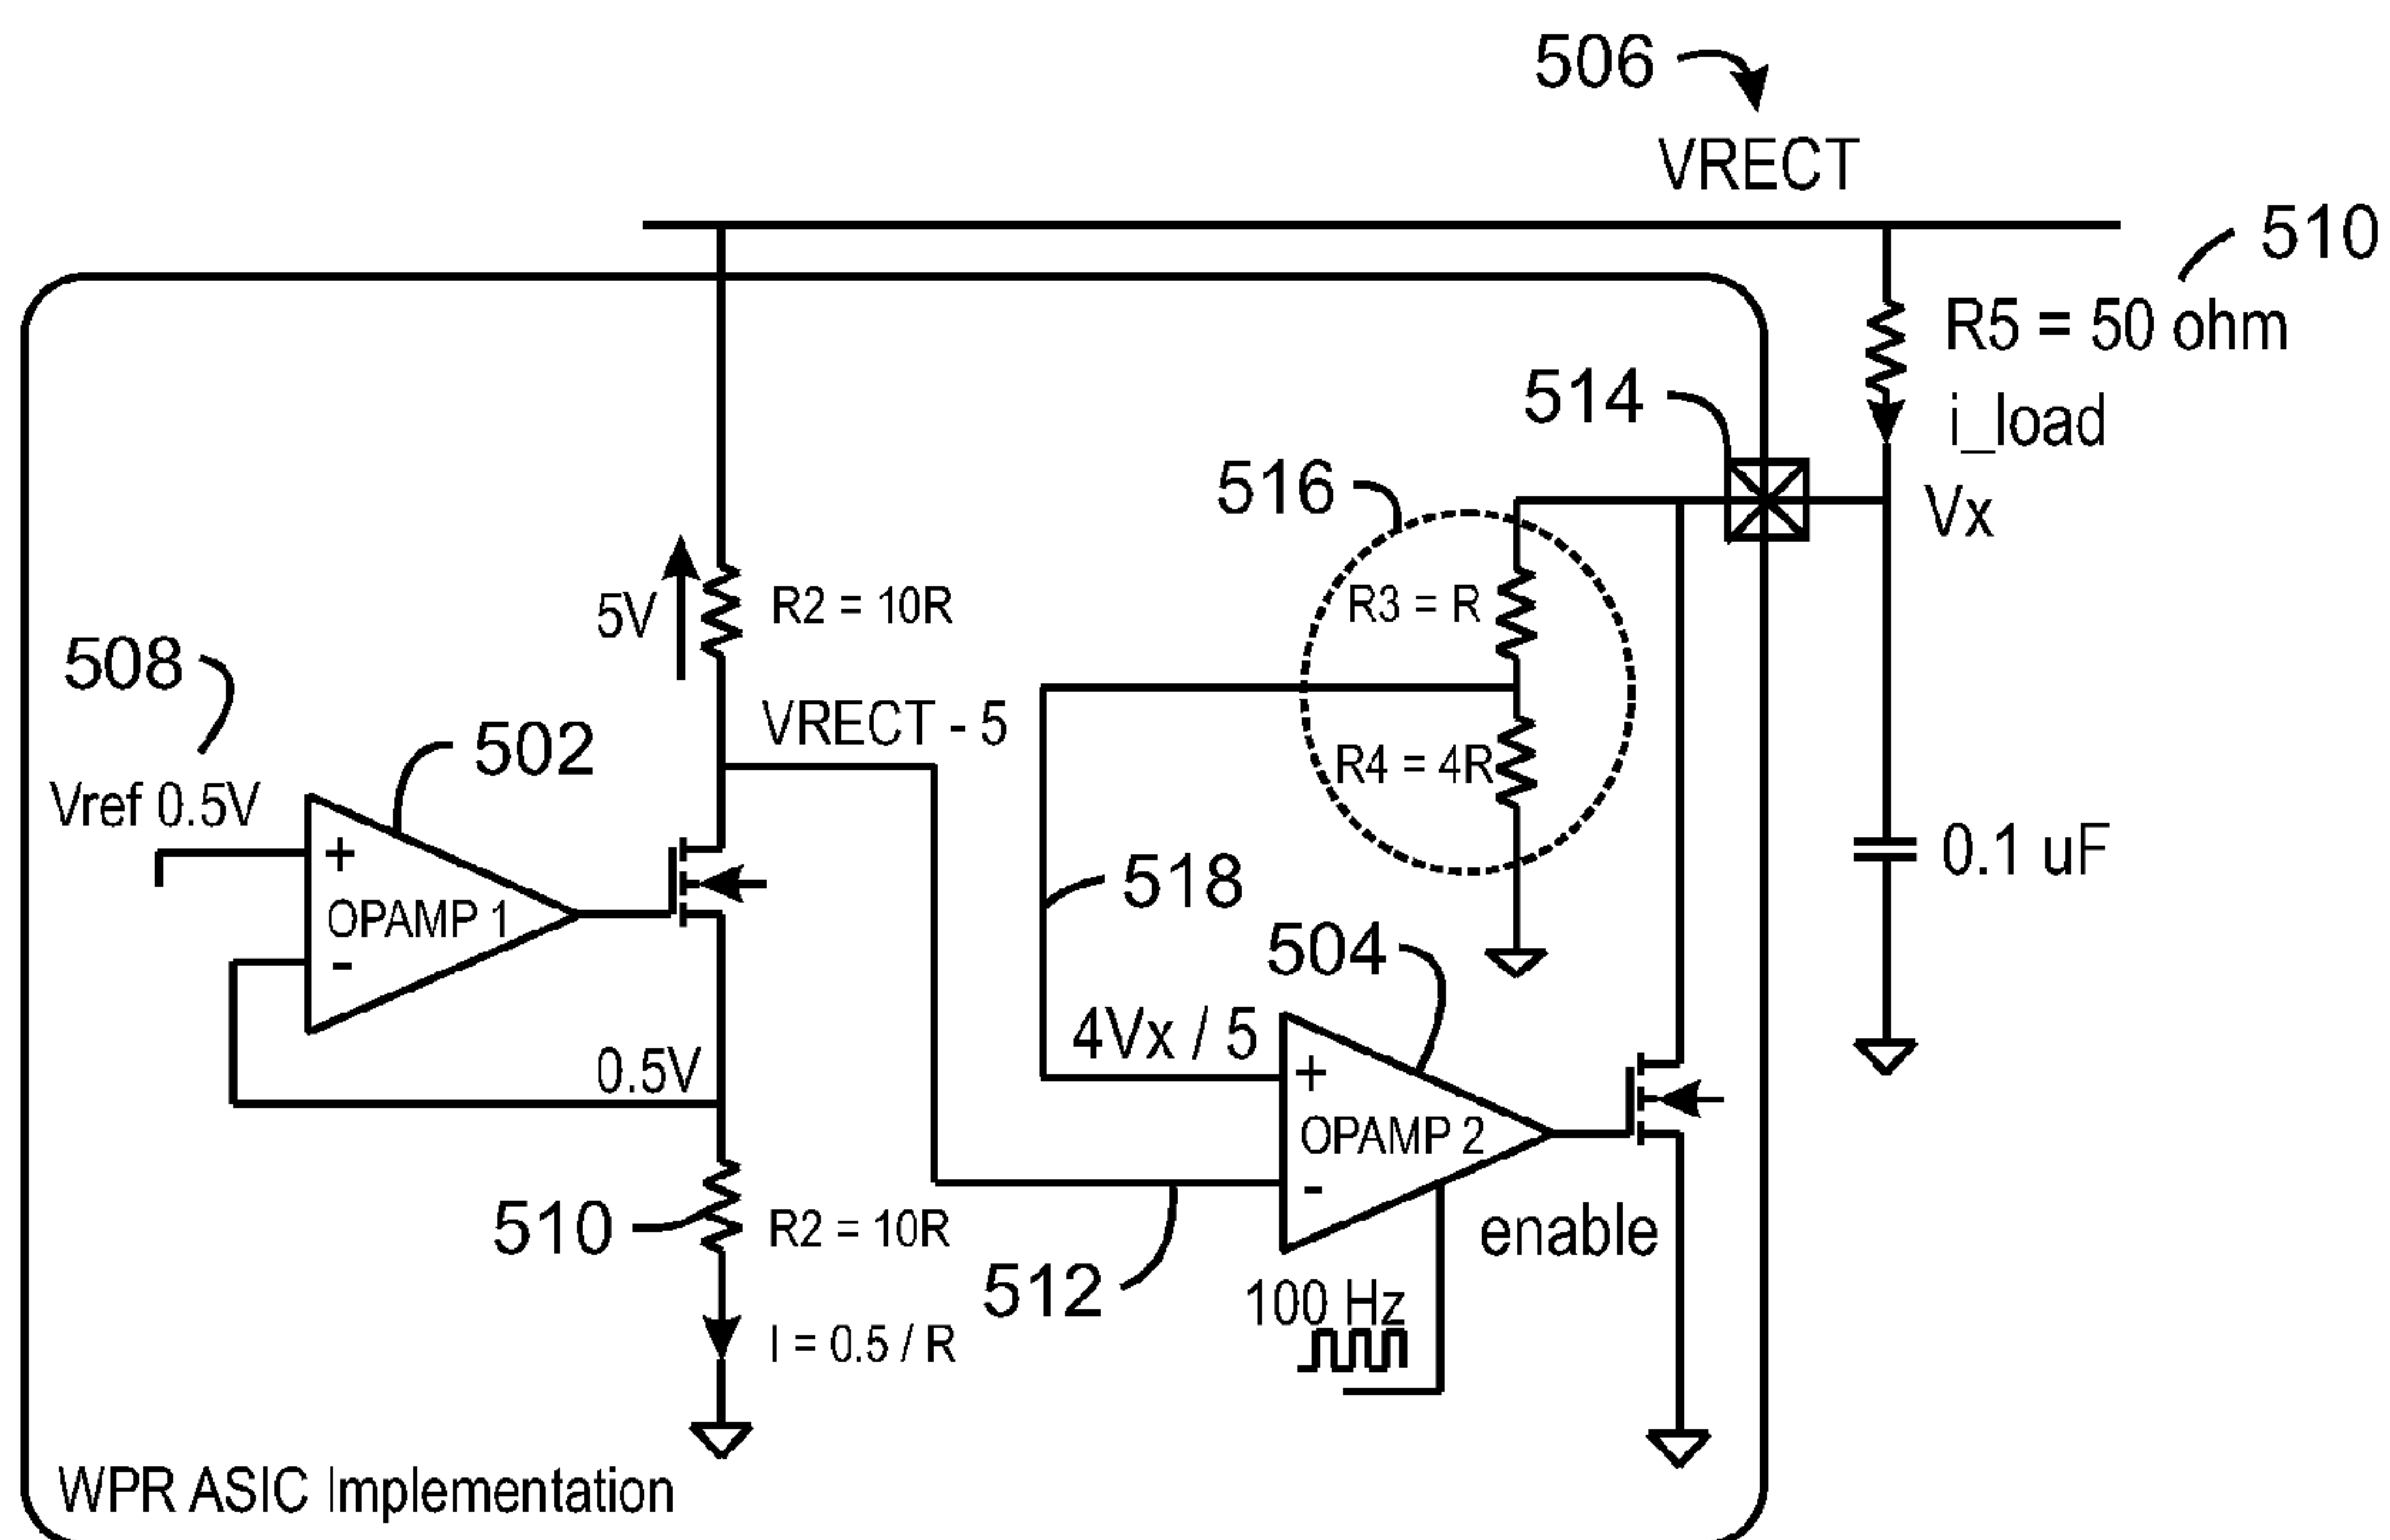 506
VRECT
510
R5 = 50 ohm
i_load
514
516
Vx
R3 = R
5V
R2 = 10R
508
VRECT - 5
502
R4 = 4R
Vref 0.5V
+
OPAMP 1
-
518
0.1 uF
504
4Vx / 5
0.5V
+
OPAMP 2
-
510
R2 = 10R
enable
512
100 Hz
I = 0.5 / R
WPR ASIC Implementation